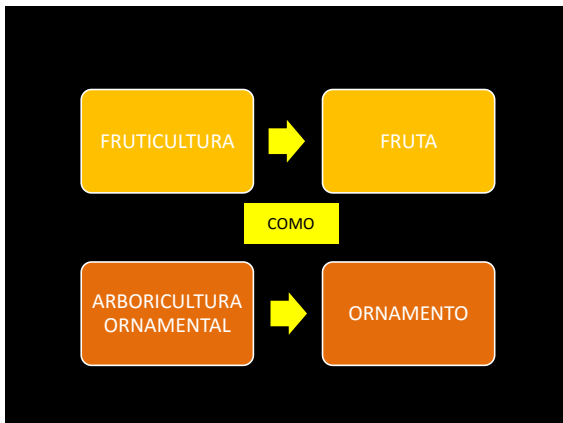 FRUTICULTURA
FRUTA
COMO
ARBORICULTURA
ORNAMENTAL
ORNAMENTO